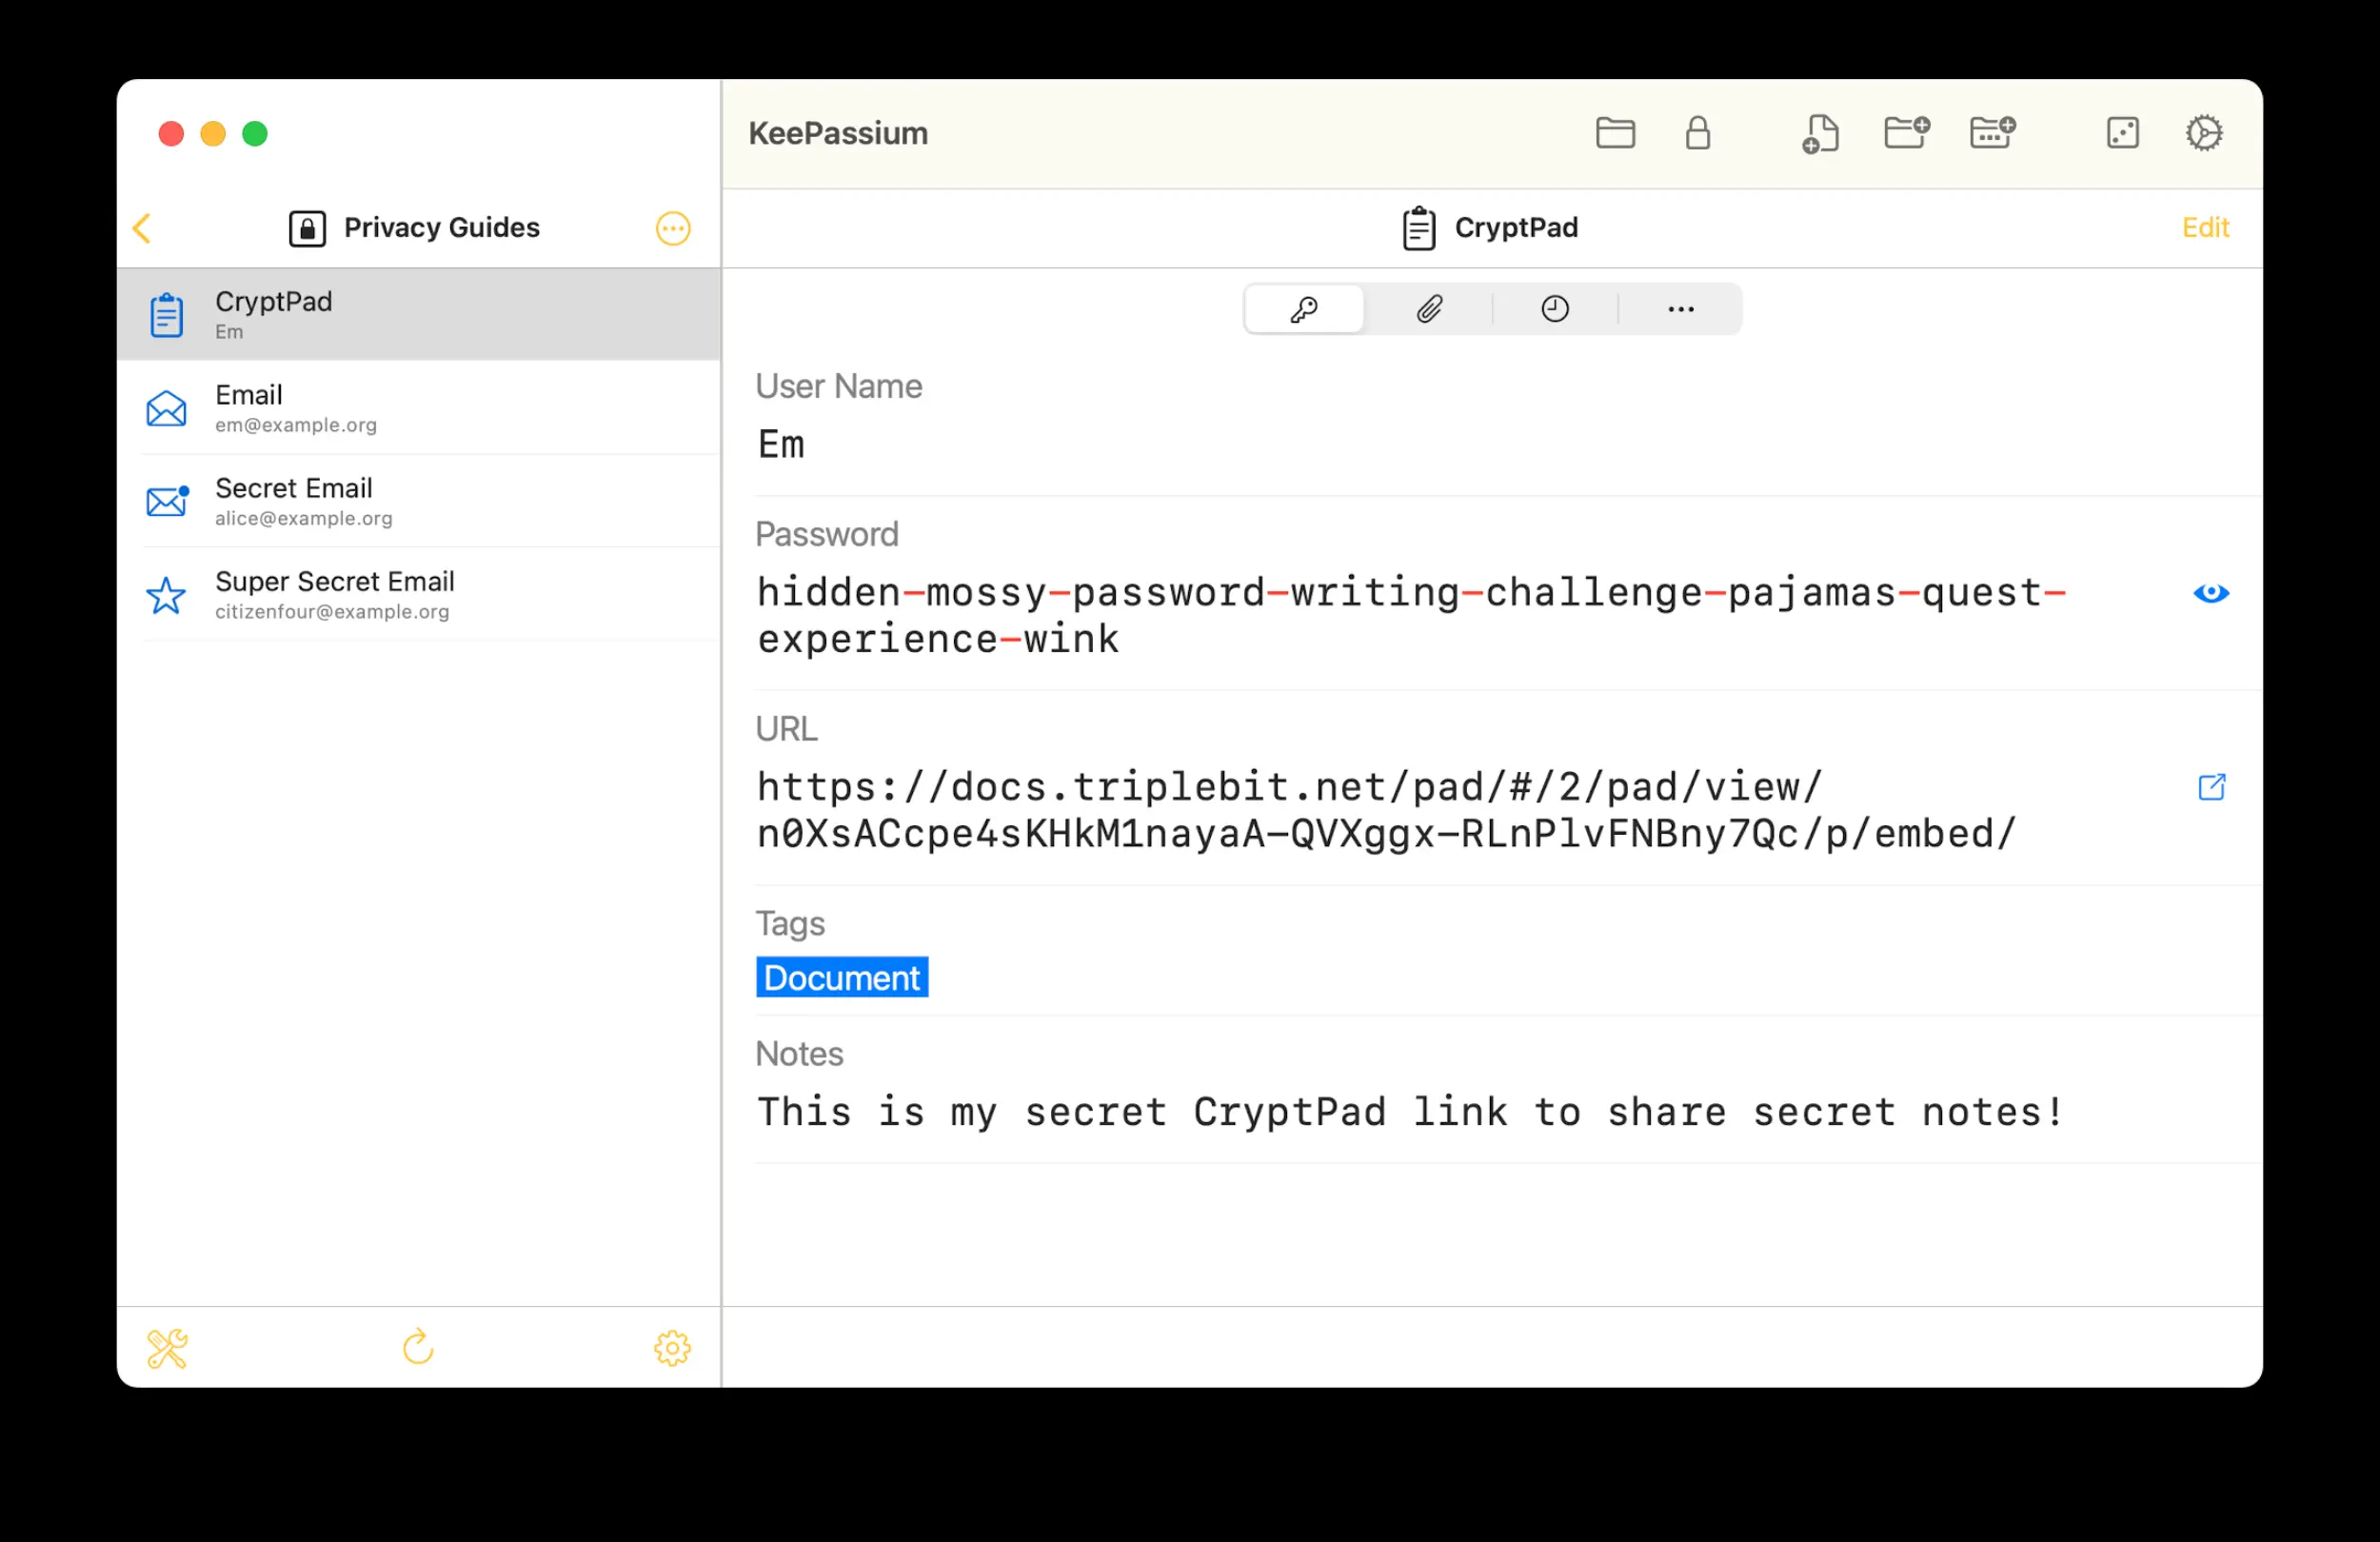 KeePassium
Privacy Guides
CryptPad
Em
Email
em@example.org
Secret Email
alice@example.org
Super Secret Email
citizenfour@example.org
CryptPad
Edit
User Name
Em
Password
hidden-mossy-password-writing-challenge-pajamas-quest-
experience-wink
URL
https://docs.triplebit.net/pad/#/2/pad/view/
n0XsACcpe4sKHkM1nayaA-QVXggx-RLnPlvFNBny7Qc/p/embed/
Tags
Document
Notes
This is my secret CryptPad link to share secret notes!